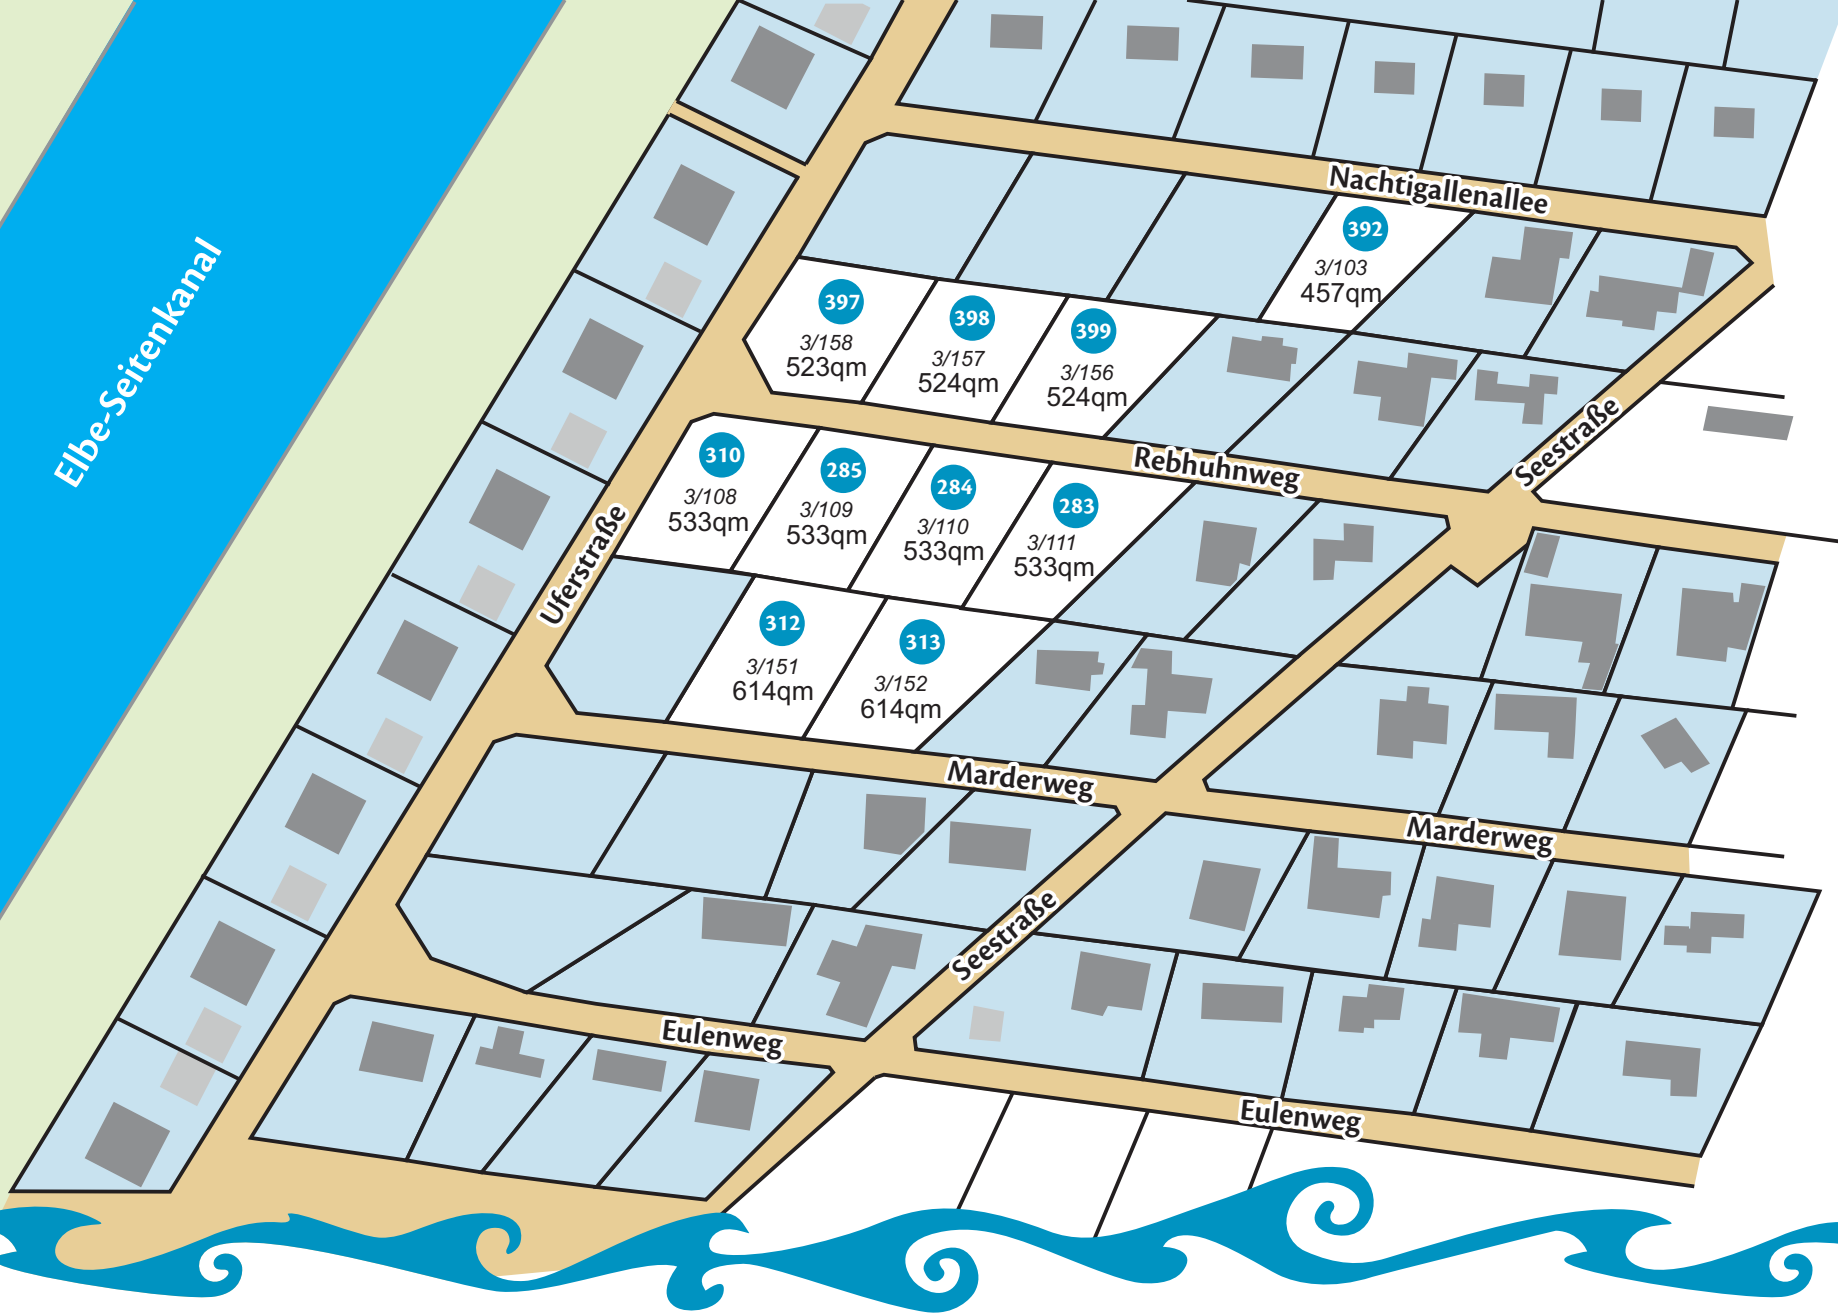 Nachtigallenallee
392
3/103
457qm
397
3/158
523qm
398
3/157
524qm
399
3/156
524qm
Elbe-Seitenkanal
Seestraße
Rebhuhnweg
310
3/108
533qm
285
3/109
533qm
284
3/110
533qm
283
3/111
533qm
Uferstraße
312
3/151
614qm
313
3/152
614qm
Marderweg
Marderweg
Seestraße
Eulenweg
Eulenweg